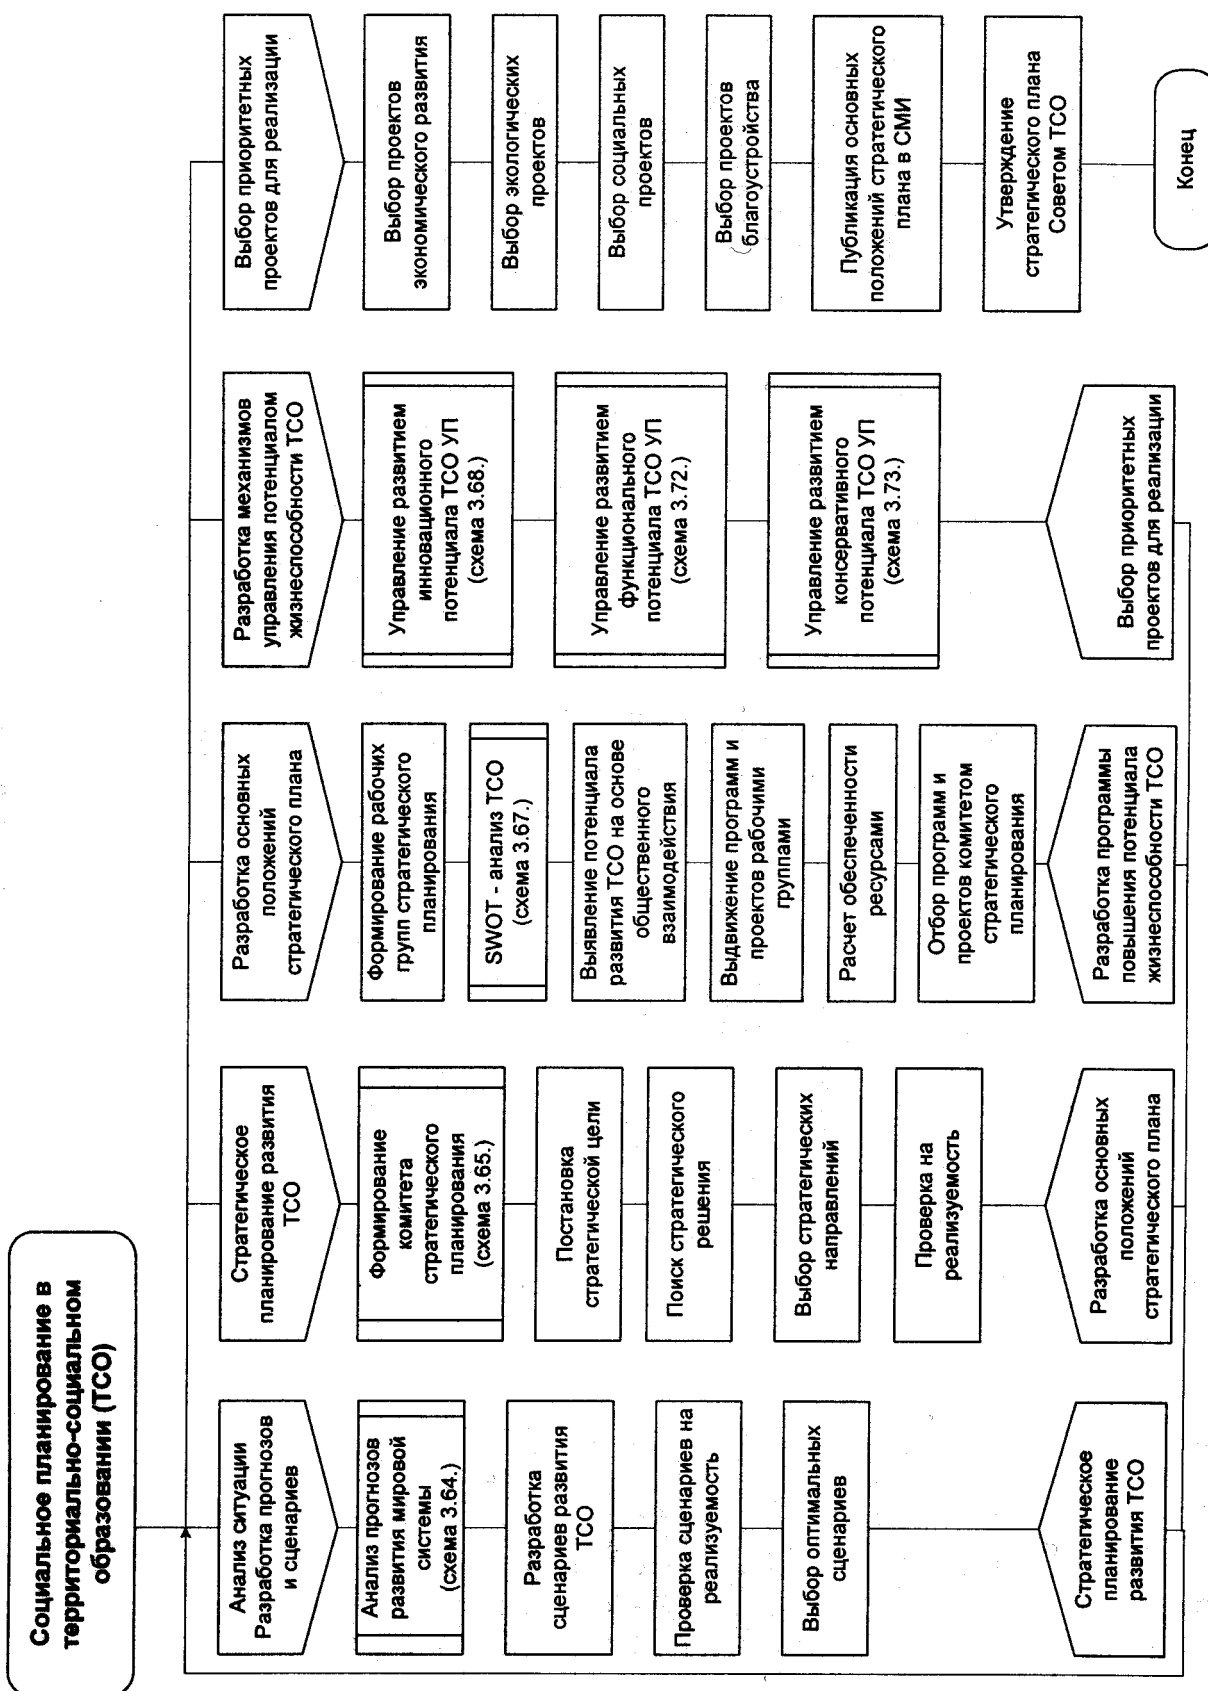 Социальное планирование в
территориально-социальном
образовании (ТСО)
Анализ ситуации
Разработка прогнозов
и сценариев
Анализ прогнозов
развития мировой
системы
(схема 3.64.)
Разработка
сценариев развития
ТСО
Проверка сценариев на
реализуемость
Выбор оптимальных
сценариев
Стратегическое
планирование
развития ТСО
Стратегическое
планирование развития
ТСО
Формирование
комитета
стратегического
планирования
(схема 3.65.)
Постановка
стратегической цели
Поиск стратегического
решения
Выбор стратегических
направлений
Проверка на
реализуемость
Разработка основных
положений
стратегического плана
Разработка основных
положений
стратегического плана
Формирование рабочих
групп стратегического
планирования
SWOT - анализ ТСО
(схема 3.67.)
Выявление потенциала
развития ТСО на основе
общественного
взаимодействия
Выдвижение программ и
проектов рабочими
группами
Расчет обеспеченности
ресурсами
Отбор программ и
проектов комитетом
стратегического
планирования
Разработка программы
повышения потенциала
жизнеспособности ТСО
Разработка механизмов
управления потенциалом
жизнеспособности ТСО
Управление развитием
инновационного
потенциала ТСО УП
(схема 3.68.)
Управление развитием
функционального
потенциала ТСО УП
(схема 3.72.)
Управление развитием
консервативного
потенциала ТСО УП
(схема 3.73.)
Выбор приоритетных
проектов для реализации
Выбор приоритетных
проектов для реализации
Выбор проектов
экономического развития
Выбор экологических
проектов
Выбор социальных
проектов
Выбор проектов
благоустройства
Публикация основных
положений стратегического
плана в СМИ
Утверждение
стратегического плана
Советом ТСО
Конец